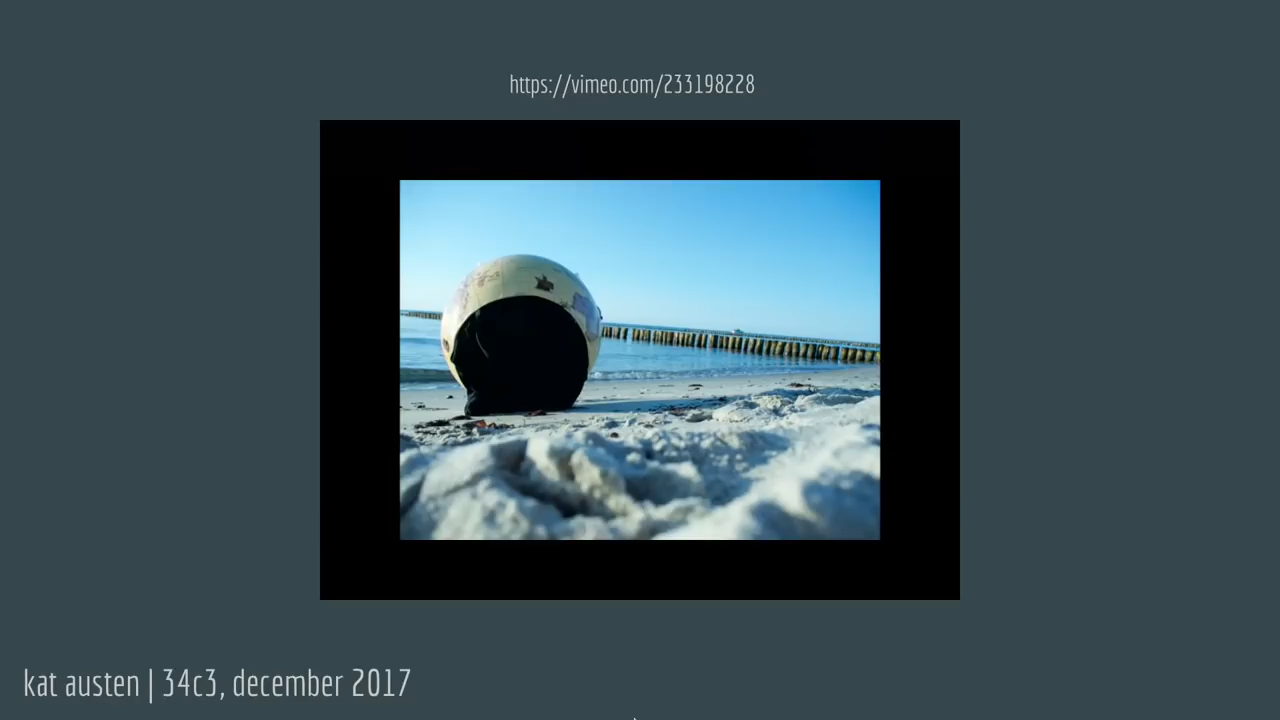 https://vimeo.com/233198228
kat austen | 34c3, december 2017